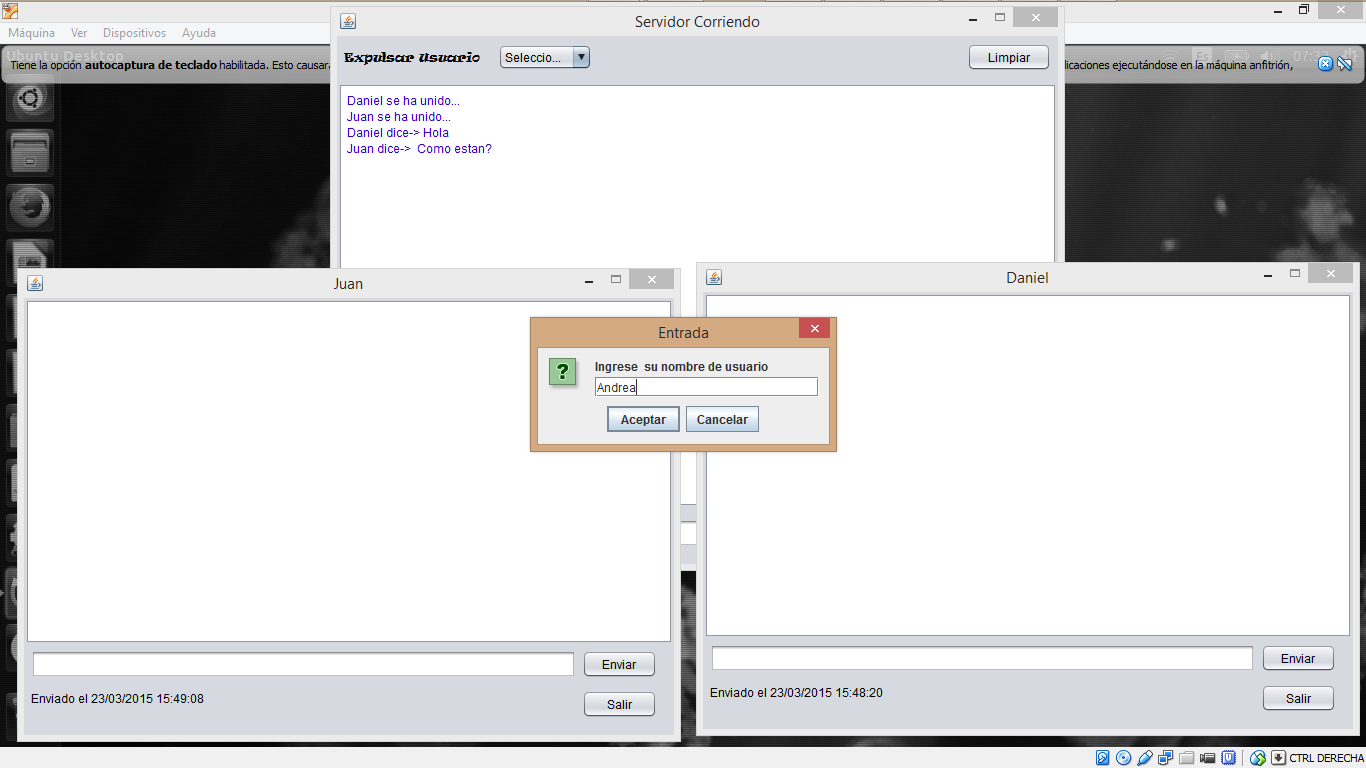 Servidor Corriendo
Máquina Ver Dispositivos Ayuda
Ubuntu Desktop
Tiene la opción autocaptura de teclado habilitada. Esto causara
licaciones ejecutándose en la máquina anfitrión,
Expulsar Usuario Seleccio... Limpiar
Daniel se ha unido...
Juan se ha unido...
Daniel dice-> Hola
Juan dice->  Como estan?
Juan
Daniel
Entrada
Ingrese  su nombre de usuario
Andrea
Aceptar Cancelar
Enviar
Enviado el 23/03/2015 15:49:08
Salir
Enviar
Enviado el 23/03/2015 15:48:20
Salir
CTRL DERECHA